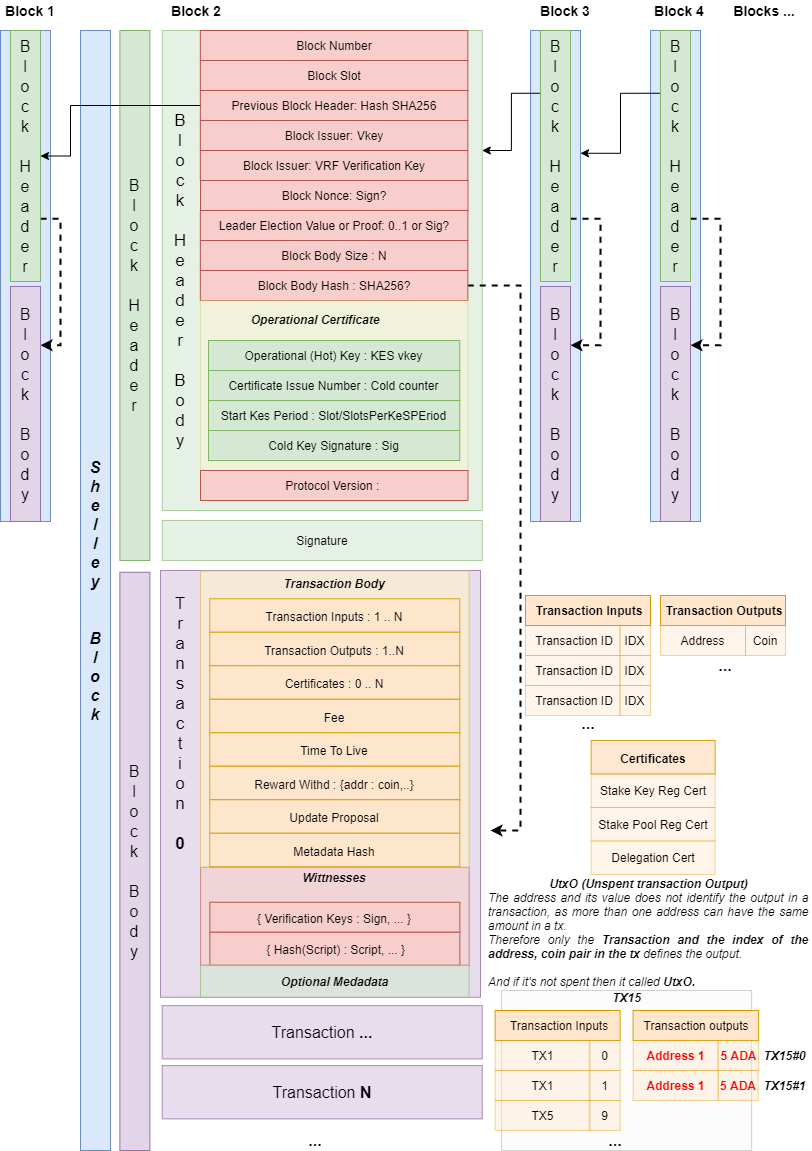 Block 1
Block 2
Block 3
Block 4
Blocks ...
Block Header
Block Body
Shelley Block
Block Header
Block Header Body
Block Number
Block Slot
Previous Block Header: Hash SHA256
Block Issuer: Vkey
Block Issuer: VRF Verification Key
Block Nonce: Sign?
Leader Election Value or Proof: 0..1 or Sig?
Block Body Size : N
Block Body Hash : SHA256?
Operational Certificate
Operational (Hot) Key : KES vkey
Certificate Issue Number : Cold counter
Start Kes Period : Slot/SlotsPerKeSPEriod
Cold Key Signature : Sig
Protocol Version :
Signature
Block Header
Block Body
Block Header
Block Body
Block Body
Transaction 0
Transaction Body
Transaction Inputs : 1 .. N
Transaction Outputs : 1..N
Certificates : 0 .. N
Fee
Time To Live
Reward Withd : {addr : coin,..}
Update Proposal
Metadata Hash
Wittnesses
{ Verification Keys : Sign, ... }
{ Hash(Script) : Script, ... }
Optional Medadata
Transaction ...
Transaction N
...
Transaction Inputs
Transaction ID IDX
Transaction ID IDX
Transaction ID IDX
...
Transaction Outputs
Address Coin
...
Certificates
Stake Key Reg Cert
Stake Pool Reg Cert
Delegation Cert
UtxO (Unspent transaction Output)
The address and its value does not identify the output in a
transaction, as more than one address can have the same
amount in a tx.
Therefore only the Transaction and the index of the
address, coin pair in the tx defines the output.
And if it's not spent then it called UtxO.
TX15
Transaction Inputs
TX1 0
TX1 1
TX5 9
Transaction outputs
Address 1 5 ADA TX15#0
Address 1 5 ADA TX15#1
...